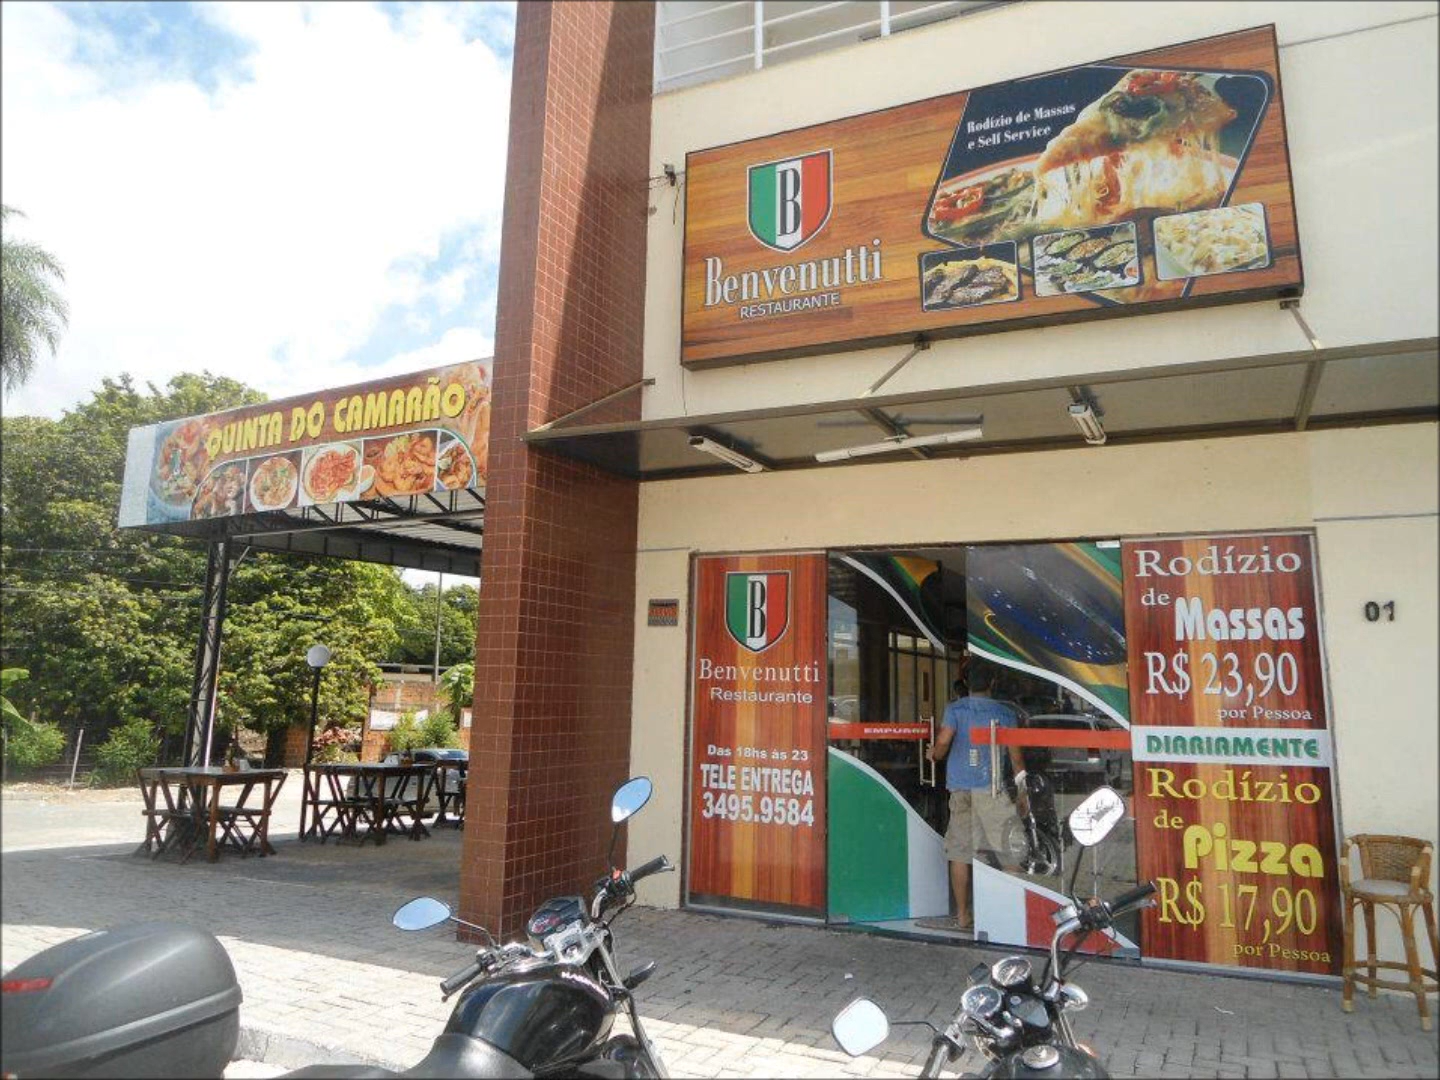 QUINTA DO CAMARÃO
Rodízio de Massas
e Self Service
B
Benvenutti
RESTAURANTE
B
Benvenutti
Restaurante
Das 18hs ás 23
TELE ENTREGA
3495.9584
EMPURRE
Rodízio
de
Massas
R$ 23,90
por Pessoa
DIARIAMENTE
Rodízio
de
Pizza
R$ 17,90
por Pessoa
01